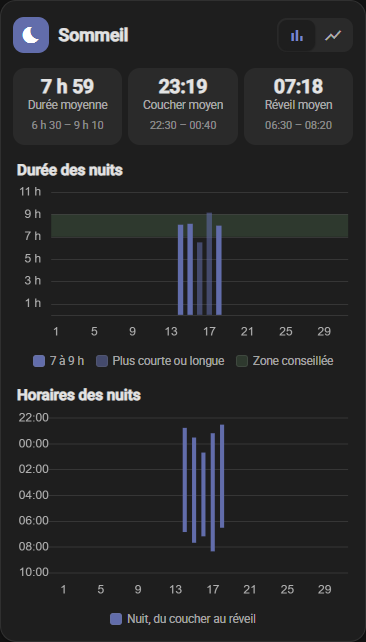 Sommeil
7 h 59 23:19 07:18
Durée moyenne Coucher moyen Réveil moyen
6 h 30 – 9 h 10 22:30 – 00:40 06:30 – 08:20
Durée des nuits
11 h
9 h
7 h
5 h
3 h
1 h
1 5 9 13 17 21 25 29
7 à 9 h Plus courte ou longue Zone conseillée
Horaires des nuits
22:00
00:00
02:00
04:00
06:00
08:00
10:00
1 5 9 13 17 21 25 29
Nuit, du coucher au réveil